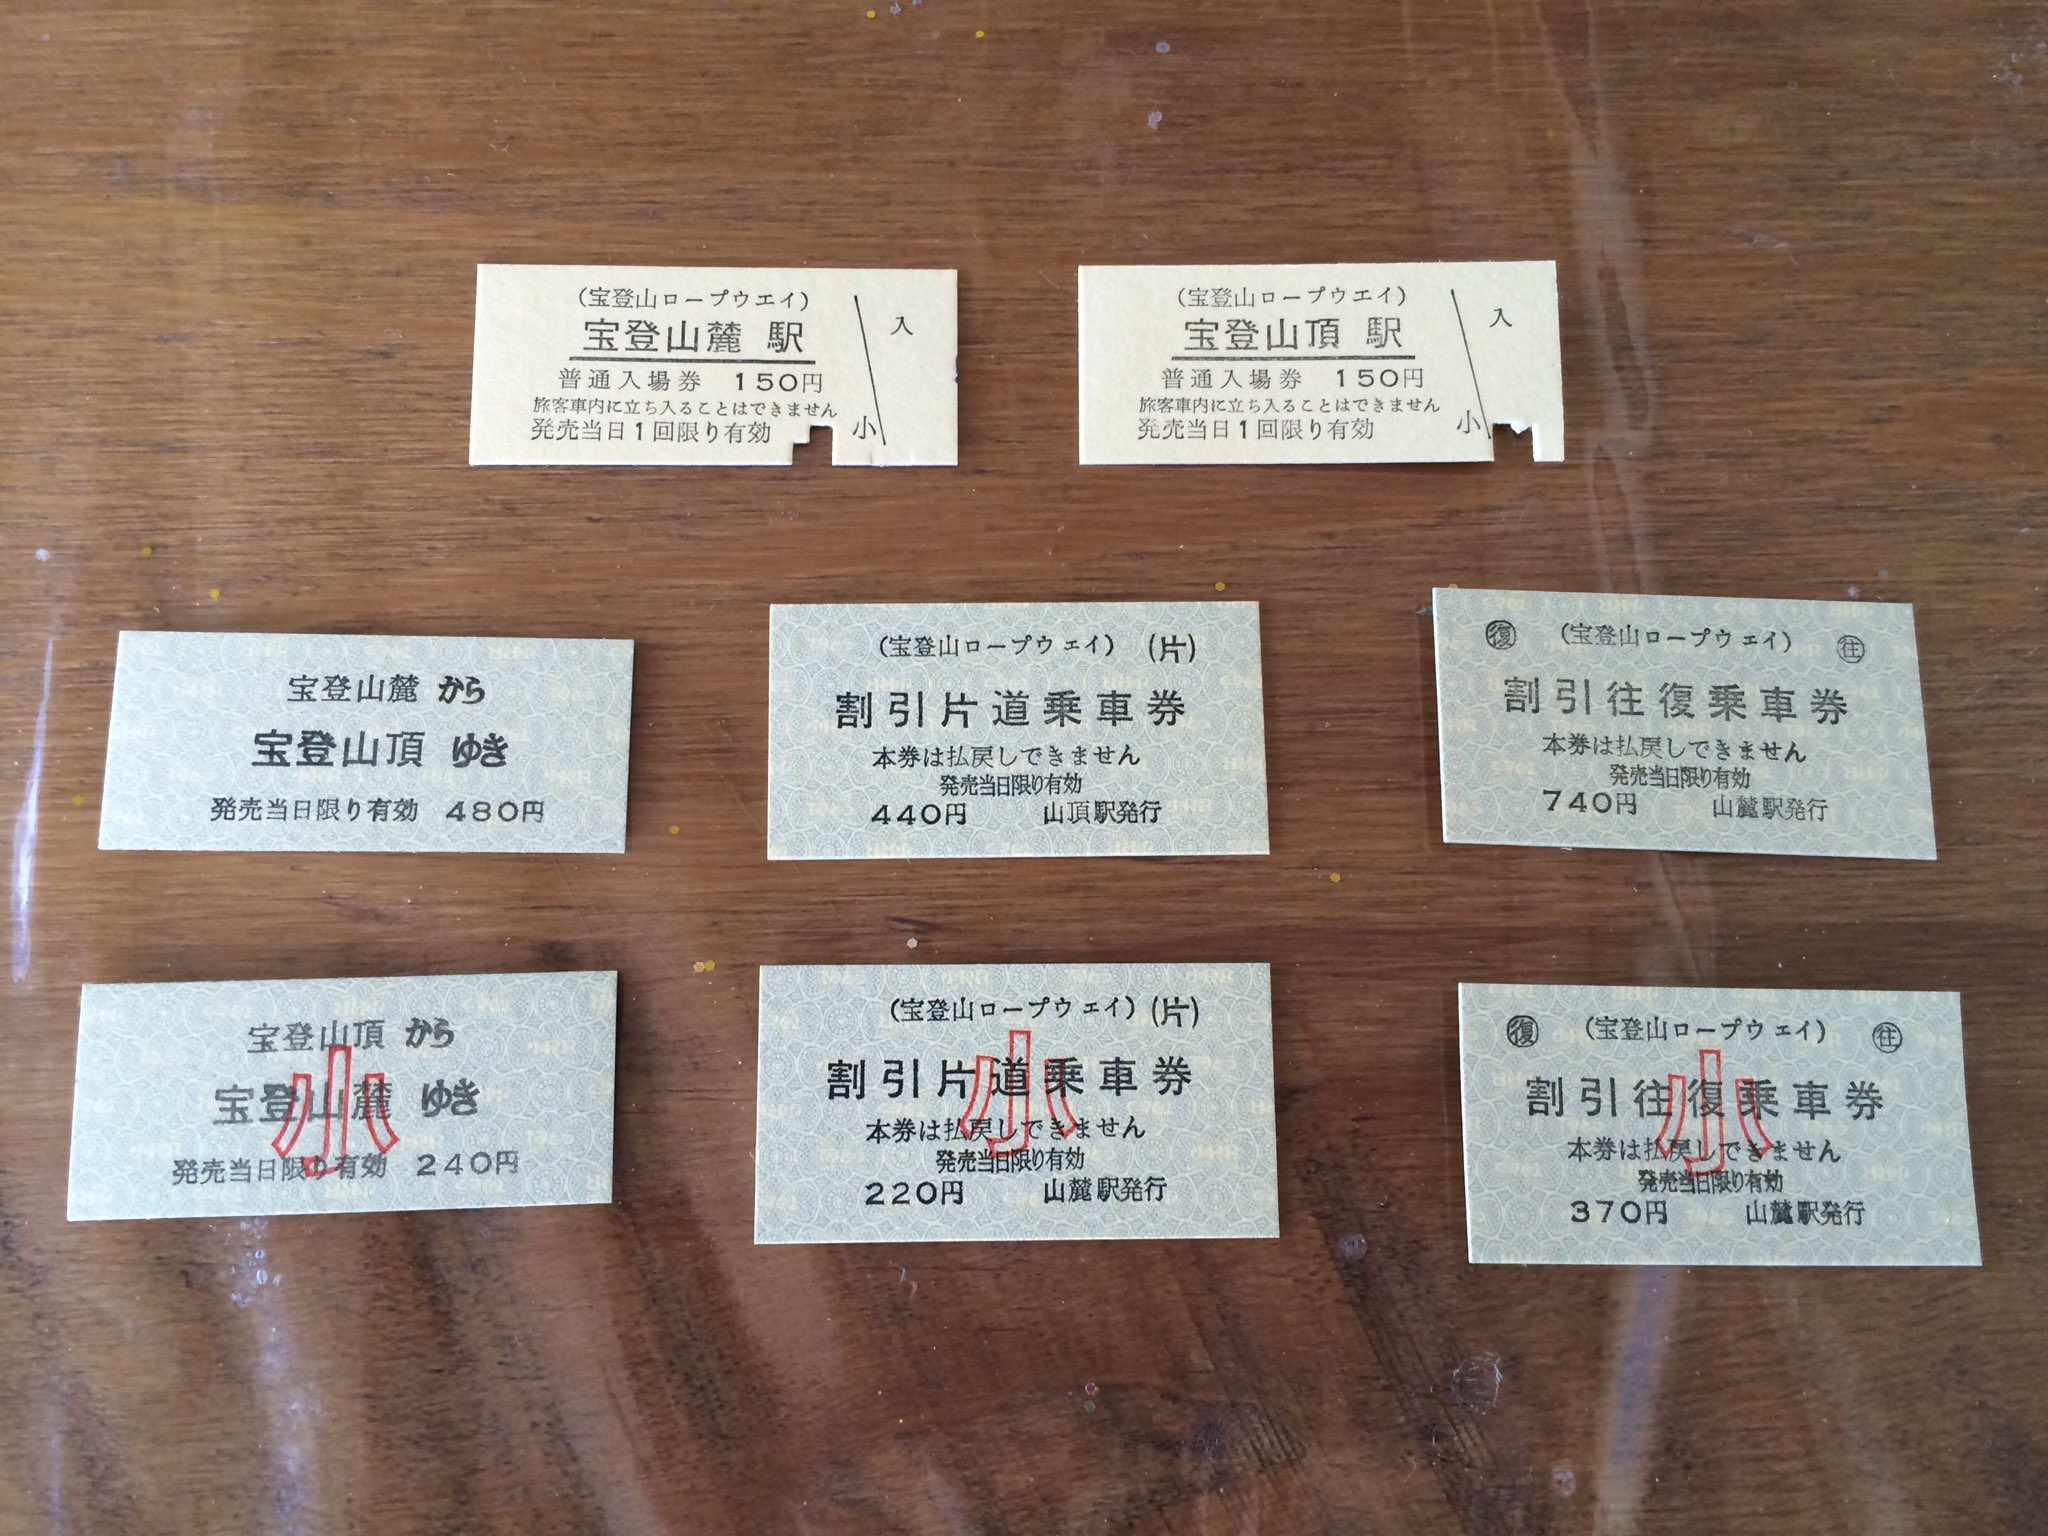 (宝登山ロープウエイ)
宝登山麓 駅
普通入場券 150円
旅客車内に立ち入ることはできません
発売当日1回限り有効
小
入
(宝登山ロープウエイ)
宝登山頂 駅
普通入場券 150円
旅客車内に立ち入ることはできません
発売当日1回限り有効
小
入
宝登山麓 から
宝登山頂 ゆき
発売当日限り有効 480円
(宝登山ロープウェイ) (片)
割引片道乗車券
本券は払戻しできません
発売当日限り有効
440円 山頂駅発行
㊥復 (宝登山ロープウェイ) 往
割引往復乗車券
本券は払戻しできません
発売当日限り有効
740円 山麓駅発行
宝登山頂 から
宝登山麓 ゆき
発売当日限り有効 240円
小
(宝登山ロープウェイ) (片)
割引片道乗車券
本券は払戻しできません
発売当日限り有効
220円 山麓駅発行
小
復 (宝登山ロープウェイ) 往
割引往復乗車券
本券は払戻しできません
発売当日限り有効
370円 山麓駅発行
小